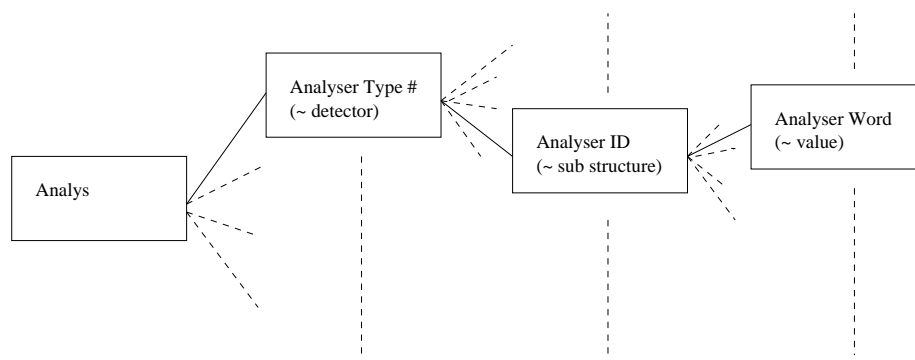 Analys
Analyser Type #
(~ detector)
Analyser ID
(~ sub structure)
Analyser Word
(~ value)